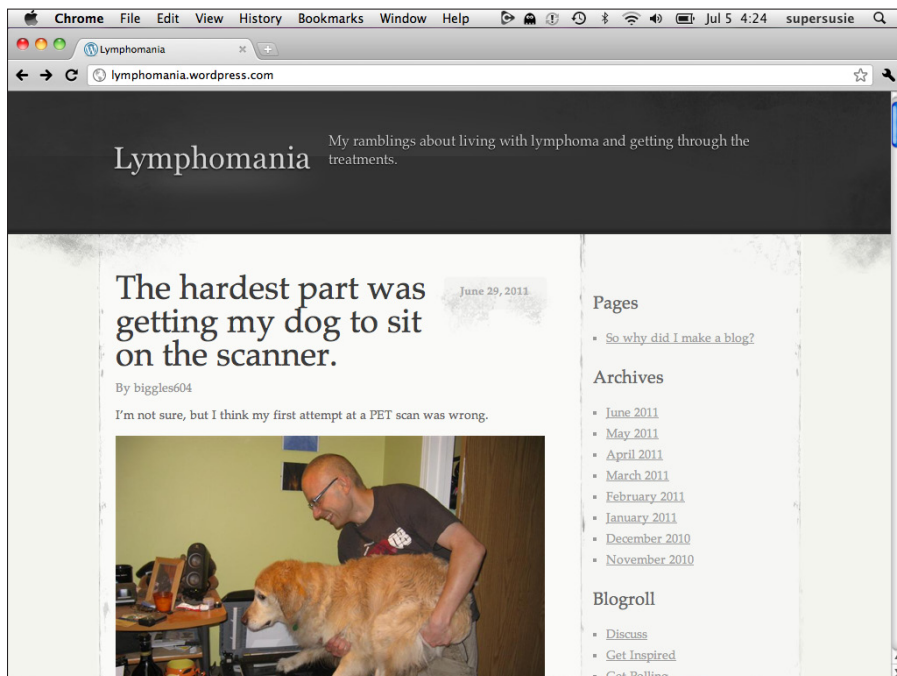 Chrome File Edit View History Bookmarks Window Help Jul 5 4:24 supersusie
Lymphomania
lymphomania.wordpress.com
Lymphomania
My ramblings about living with lymphoma and getting through the
treatments.
The hardest part was
getting my dog to sit
on the scanner.
June 29, 2011
By biggles604
I'm not sure, but I think my first attempt at a PET scan was wrong.
Pages
So why did I make a blog?
Archives
June 2011
May 2011
April 2011
March 2011
February 2011
January 2011
December 2010
November 2010
Blogroll
Discuss
Get Inspired
Get Polling